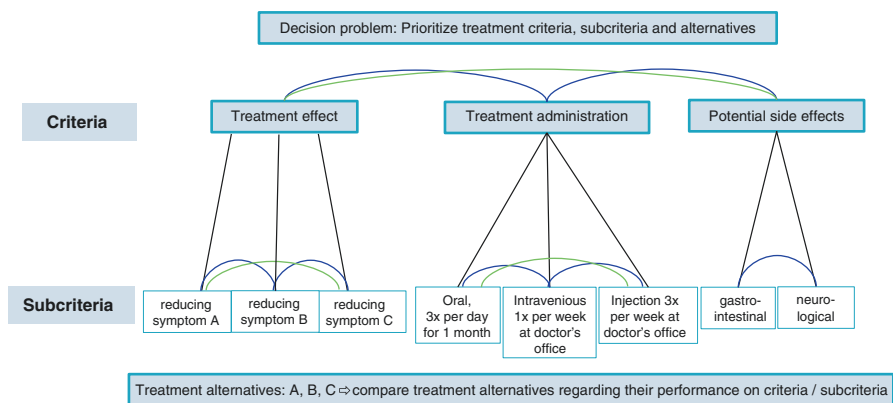 Decision problem: Prioritize treatment criteria, subcriteria and alternatives
Criteria
Treatment effect
Treatment administration
Potential side effects
Subcriteria
reducing
symptom A
reducing
symptom B
reducing
symptom C
Oral,
3x per day
for 1 month
Intravenious
1x per week
at doctor's
office
Injection 3x
per week at
doctor's office
gastro-
intestinal
neuro-
logical
Treatment alternatives: A, B, C ⇨ compare treatment alternatives regarding their performance on criteria / subcriteria